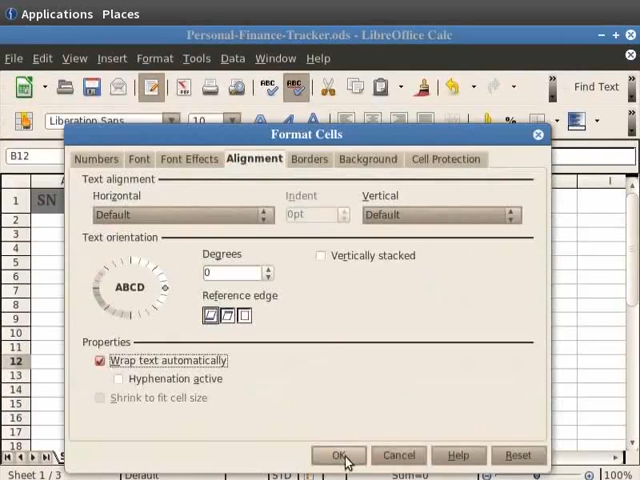 Applications Places
Personal-Finance-Tracker.ods - LibreOffice Calc
File Edit View Insert Format Tools Data Window Help
Find Text
Liberation Sans 10
B12
Format Cells
Numbers Font Font Effects Alignment Borders Background Cell Protection
Text alignment
Horizontal Indent Vertical
Default 0pt Default
Text orientation
Degrees
ABCD 0 Vertically stacked
Reference edge
Properties
Wrap text automatically
Hyphenation active
Shrink to fit cell size
OK Cancel Help Reset
I
1 SN
2
3
4
5
6
7
8
9
10
11
12
13
14
15
16
17
18
Sheet 1 / 3 Default STD Sum=0 100%